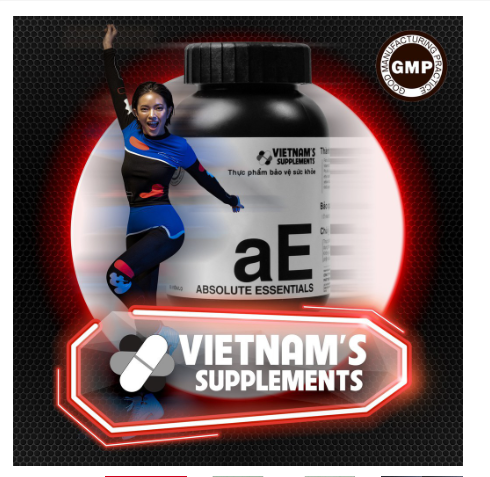 GOOD MANUFACTURING PRACTICE
GMP
VIETNAM'S
SUPPLEMENTS
Thực phẩm bảo vệ sức khỏe
aE
ABSOLUTE ESSENTIALS
VIETNAM'S
SUPPLEMENTS